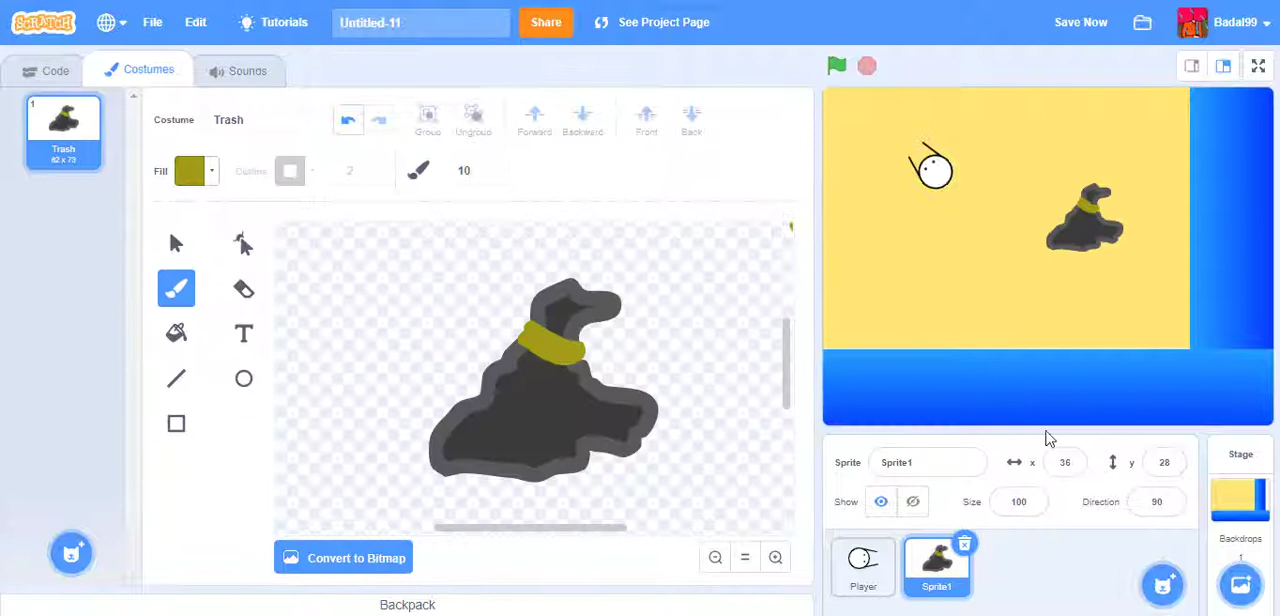 SCRATCH File Edit Tutorials Untitled-11 Share See Project Page Save Now Badal99
Code Costumes Sounds
1
Trash
62 x 73
Costume Trash Group Ungroup Forward Backward Front Back
Fill Outline 2 10
Convert to Bitmap
Backpack
Sprite Sprite1 x 36 y 28
Show Size 100 Direction 90
Player
Sprite1
Stage
Backdrops
1